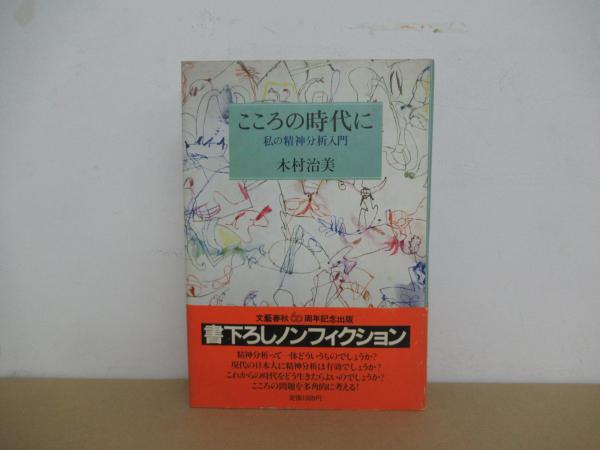 こころの時代に
私の精神分析入門
木村治美
文藝春秋60周年記念出版
書下ろしノンフィクション
精神分析って一体どういうものでしょうか?
現代の日本人に精神分析は有効でしょうか?
これからの時代をどう生きたらよいのでしょうか?
こころの問題を多角的に考える!